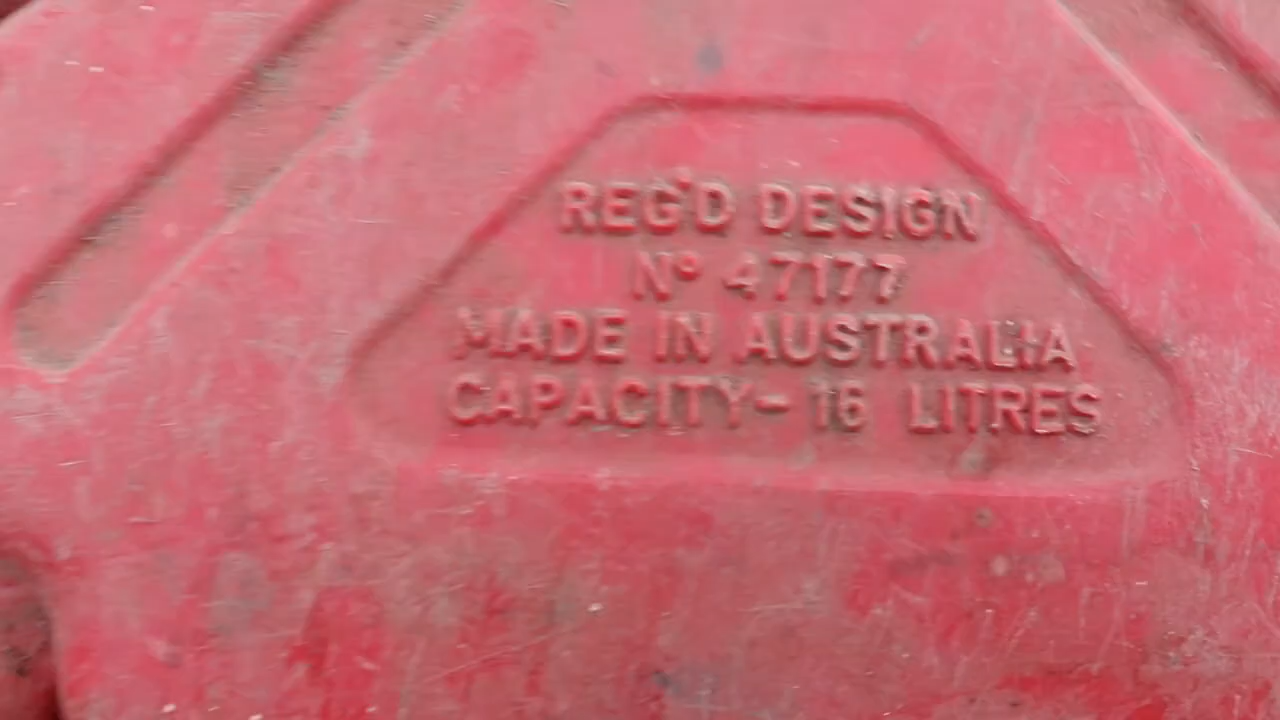 REG'D DESIGN
Nº 47177
MADE IN AUSTRALIA
CAPACITY- 16 LITRES